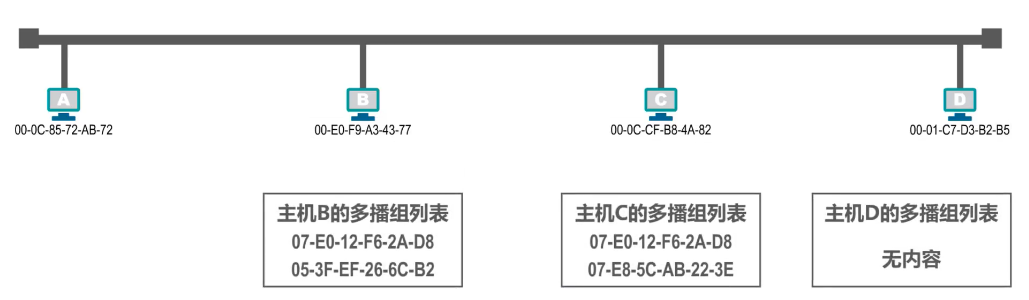 A B C D
00-0C-85-72-AB-72 00-E0-F9-A3-43-77 00-0C-CF-B8-4A-82 00-01-C7-D3-B2-B5
主机B的多播组列表
07-E0-12-F6-2A-D8
05-3F-EF-26-6C-B2
主机C的多播组列表
07-E0-12-F6-2A-D8
07-E8-5C-AB-22-3E
主机D的多播组列表
无内容